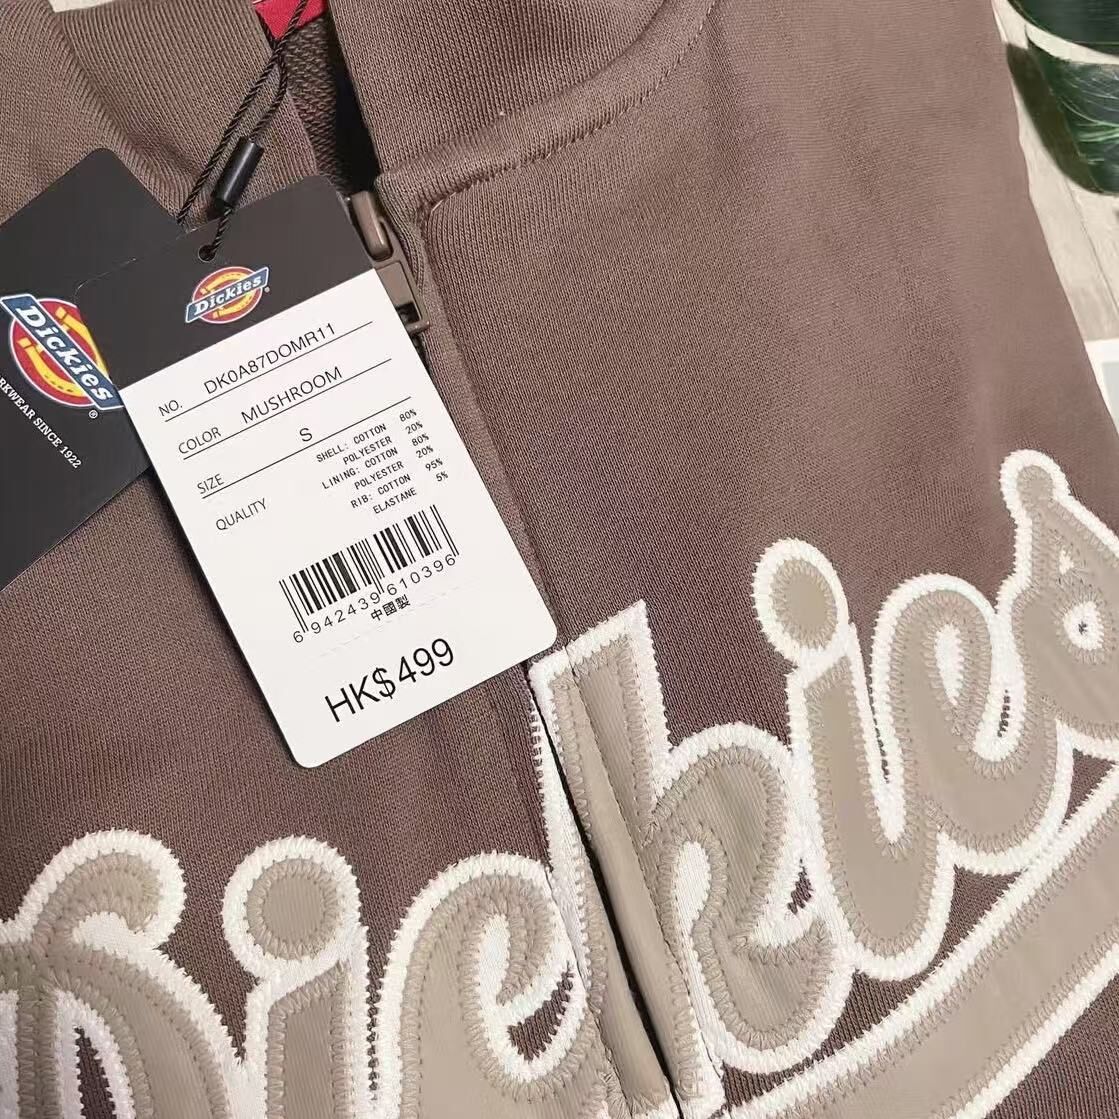 Dickies
NO. DK0A87DOMR11
COLOR MUSHROOM
SIZE S
QUALITY
SHELL: COTTON 80%
POLYESTER 20%
LINING: COTTON 80%
POLYESTER 20%
RIB: COTTON 95%
ELASTANE 5%
6 942439 610396
中國製
HK$499
Dickies®
RKWEAR SINCE 1922
Dickies